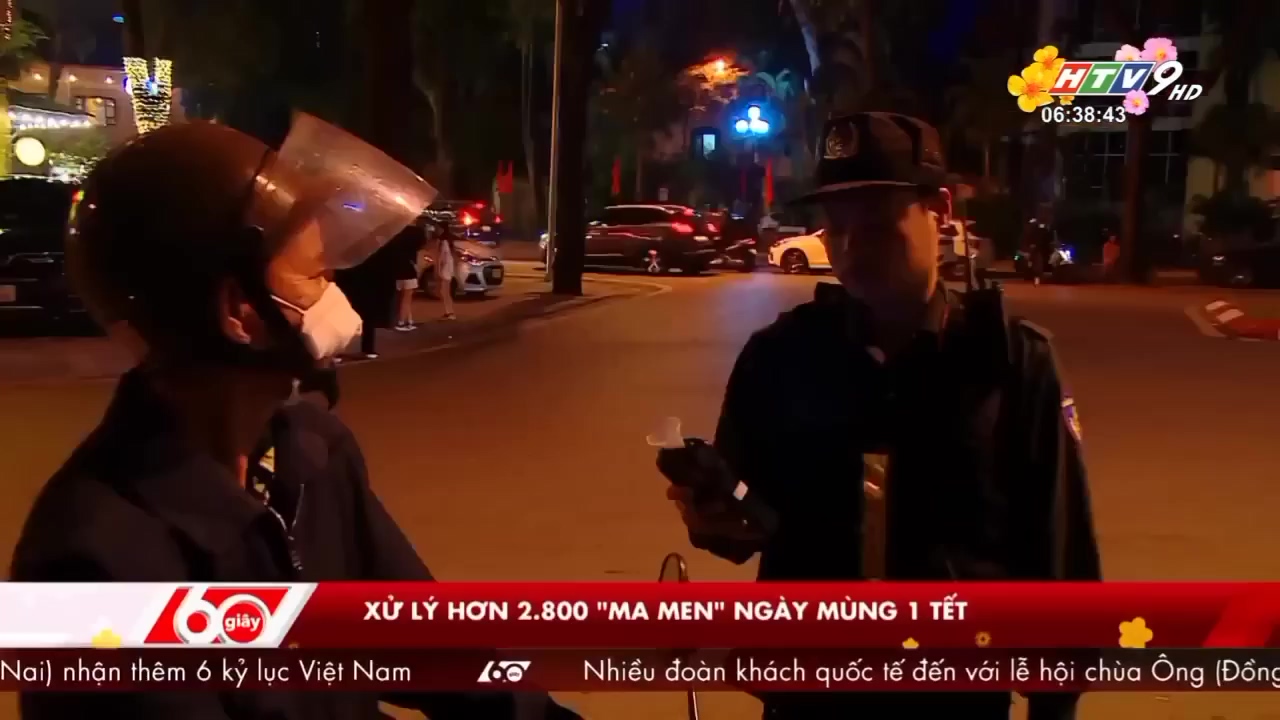 HTV9 HD
06:38:43
60 giây
XỬ LÝ HƠN 2.800 "MA MEN" NGÀY MÙNG 1 TẾT
Nai) nhận thêm 6 kỷ lục Việt Nam 60 Nhiều đoàn khách quốc tế đến với lễ hội chùa Ông (Đồng